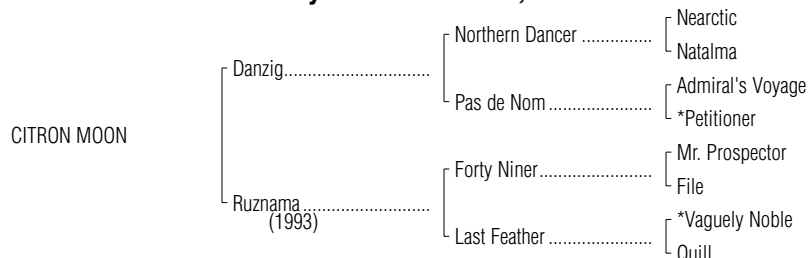 Nearctic
Northern Dancer ...............
Natalma
Danzig...............................
Admiral's Voyage
Pas de Nom ......................
*Petitioner
CITRON MOON
Mr. Prospector
Forty Niner........................
File
Ruznama ...........................
(1993)
*Vaguely Noble
Last Feather ......................
Quill